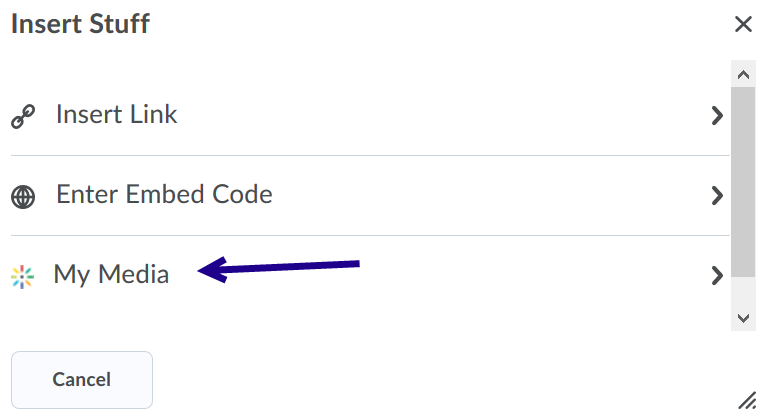 Insert Stuff
Insert Link
Enter Embed Code
My Media
Cancel